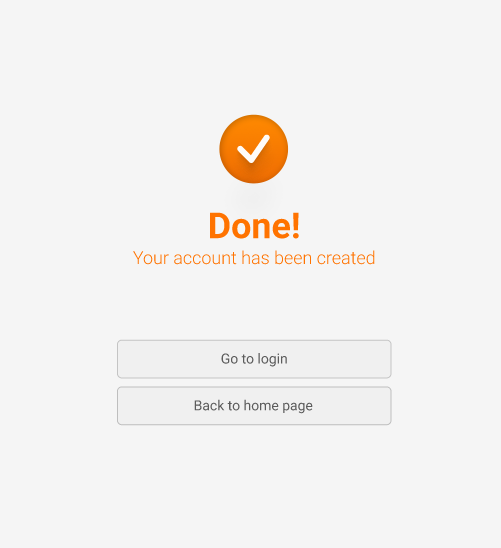 Done!
Your account has been created
Go to login
Back to home page